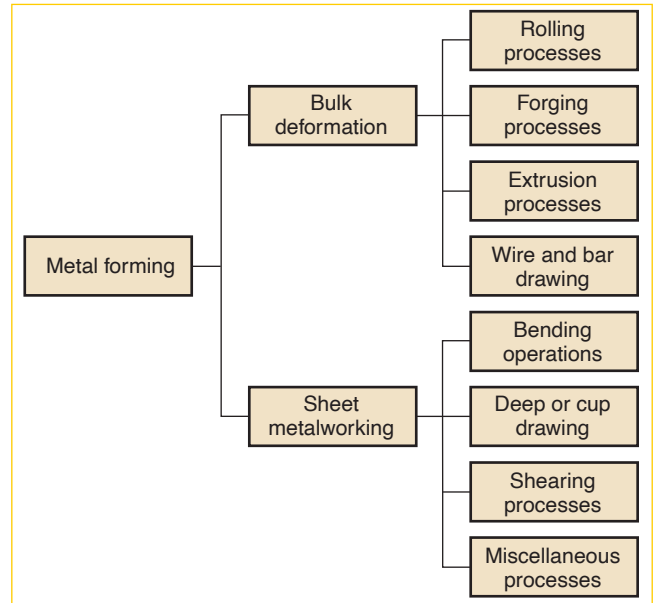 Metal forming
Bulk
deformation
Rolling
processes
Forging
processes
Extrusion
processes
Wire and bar
drawing
Sheet
metalworking
Bending
operations
Deep or cup
drawing
Shearing
processes
Miscellaneous
processes